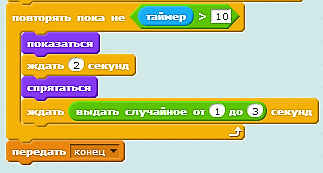 повторять пока не таймер > 10
показаться
ждать 2 секунд
спрятаться
ждать выдать случайное от 1 до 3 секунд
передать конец